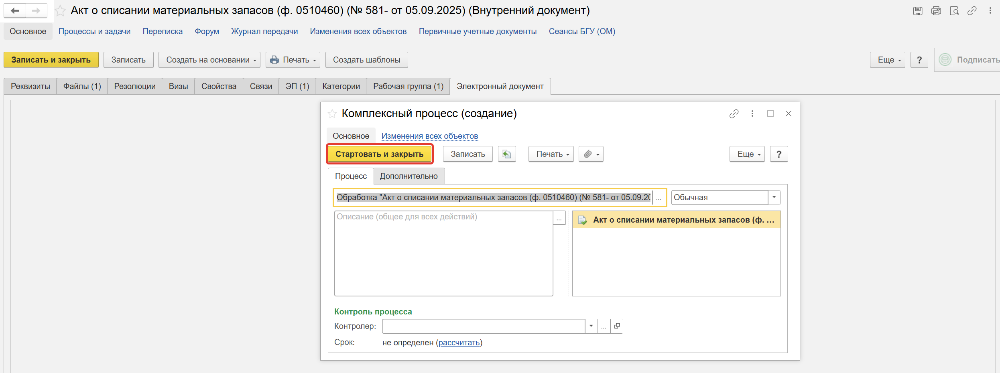 Акт о списании материальных запасов (ф. 0510460) (№ 581- от 05.09.2025) (Внутренний документ)
Основное Процессы и задачи Переписка Форум Журнал передачи Изменения всех объектов Первичные учетные документы Сеансы БГУ (ОМ)
Записать и закрыть Записать Создать на основании Печать Создать шаблоны Еще ? Подписать
Реквизиты Файлы (1) Резолюции Визы Свойства Связи ЭП (1) Категории Рабочая группа (1) Электронный документ
Комплексный процесс (создание)
Основное Изменения всех объектов
Стартовать и закрыть Записать Печать Еще ?
Процесс Дополнительно
Обработка "Акт о списании материальных запасов (ф. 0510460) (№ 581- от 05.09.20 ... Обычная
Описание (общее для всех действий) ... Акт о списании материальных запасов (ф. ...
Контроль процесса
Контролер: ...
Срок: не определен (рассчитать)